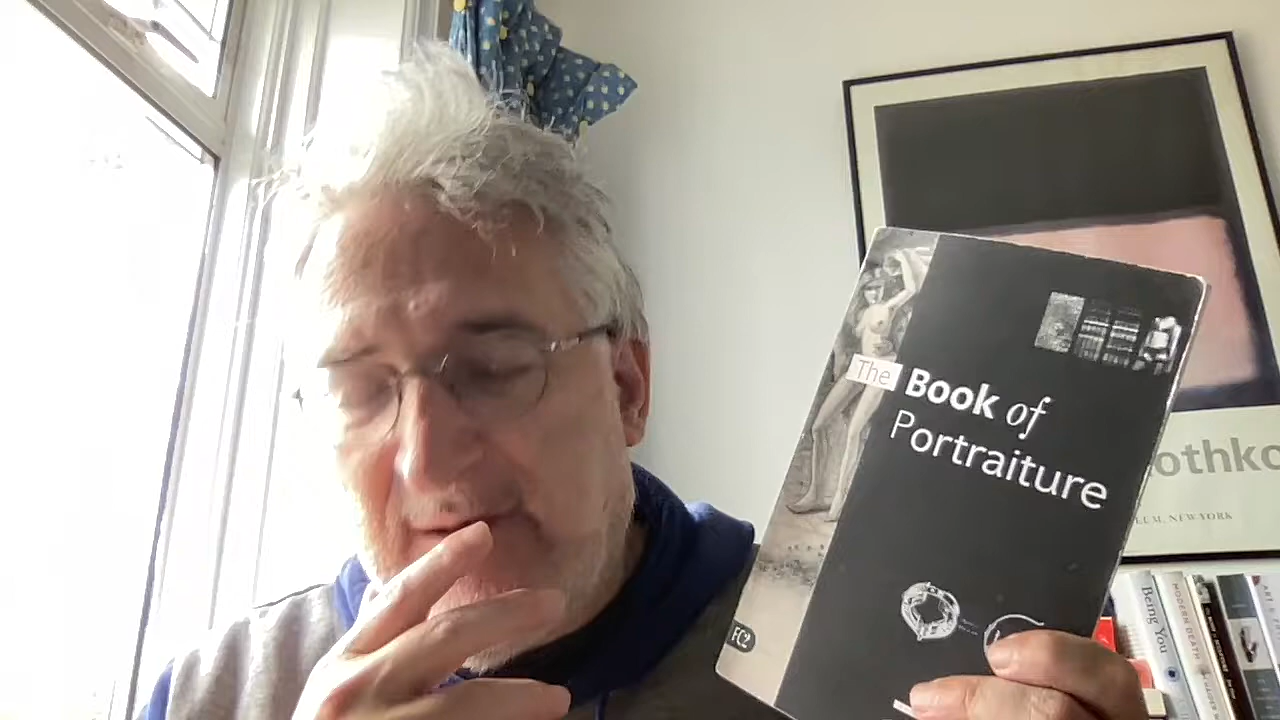 The Book of
Portraiture
FC2
othko
EUM, NEW YORK
Being You
MODERN DEATH